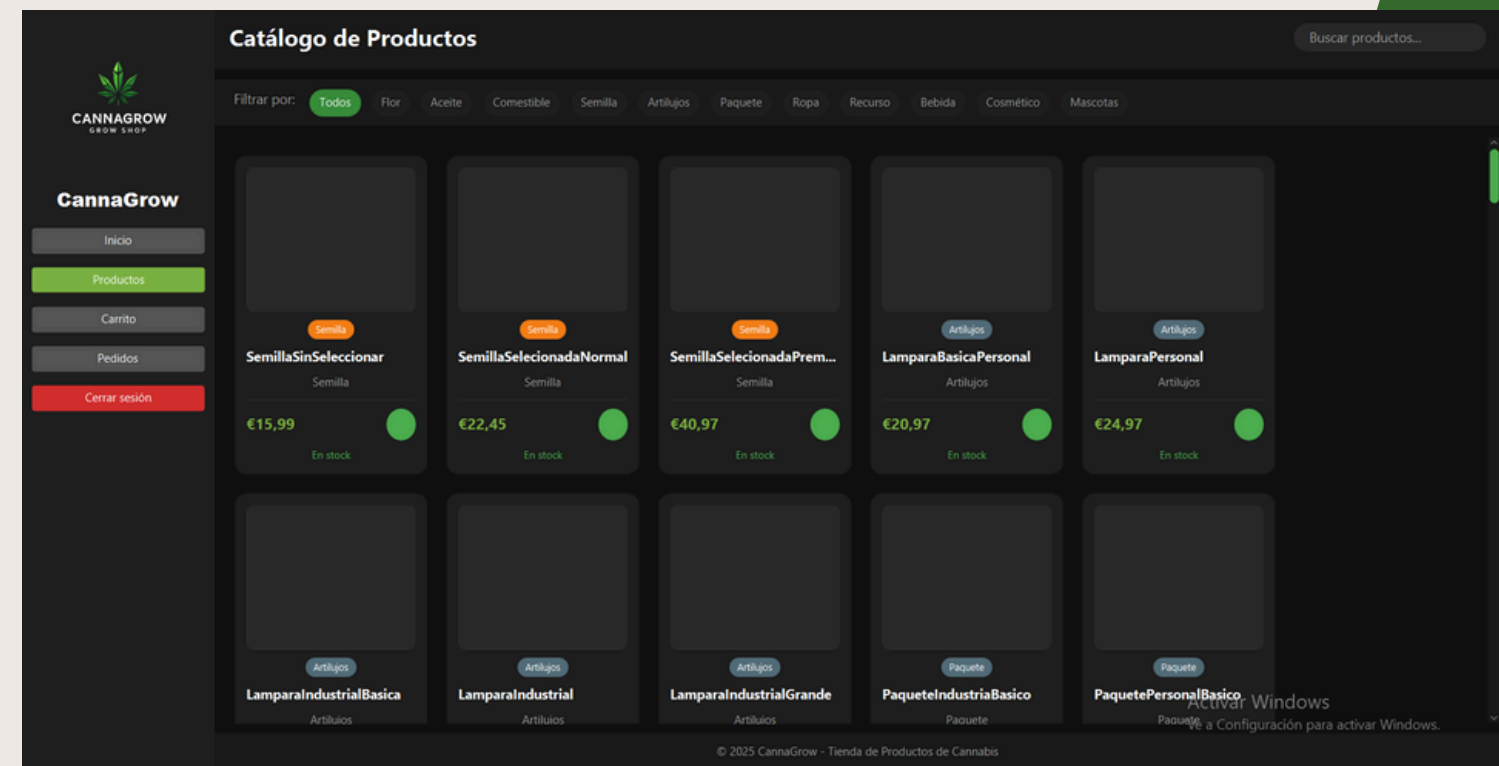 CANNAGROW
GROW SHOP
CannaGrow
Inicio
Productos
Carrito
Pedidos
Cerrar sesión
Catálogo de Productos
Buscar productos...
Filtrar por: Todos Flor Aceite Comestible Semilla Artilujos Paquete Ropa Recurso Bebida Cosmético Mascotas
Semilla Semilla Semilla Artilujos Artilujos
SemillaSinSeleccionar SemillaSelecionadaNormal SemillaSelecionadaPrem... LamparaBasicaPersonal LamparaPersonal
Semilla Semilla Semilla Artilujos Artilujos
€15,99 €22,45 €40,97 €20,97 €24,97
En stock En stock En stock En stock En stock
Artilujos Artilujos Artilujos Paquete Paquete
LamparaIndustrialBasica LamparaIndustrial LamparaIndustrialGrande PaqueteIndustriaBasico PaquetePersonalBasico
Artilujos Artilujos Artilujos Paquete Paquete
Activar Windows
Ve a Configuración para activar Windows.
© 2025 CannaGrow - Tienda de Productos de Cannabis